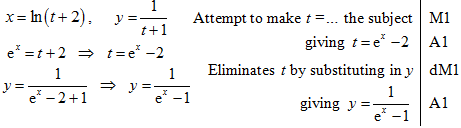 x = ln(t + 2), y = 1/(t + 1) Attempt to make t = ... the subject M1
e^x = t + 2 ⇒ t = e^x − 2 giving t = e^x − 2 A1
y = 1/(e^x − 2 + 1) ⇒ y = 1/(e^x − 1) Eliminates t by substituting in y dM1
giving y = 1/(e^x − 1) A1